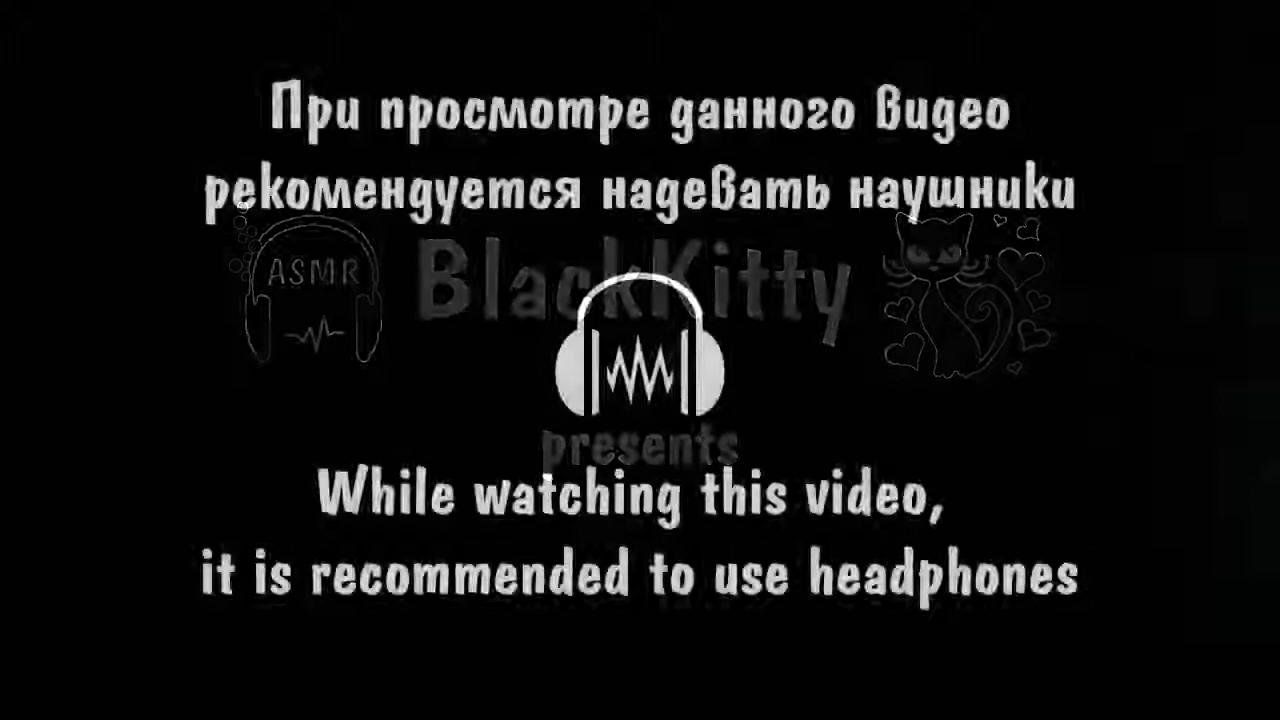 При просмотре данного видео
рекомендуется надевать наушники
ASMR
BlackKitty
presents
While watching this video,
it is recommended to use headphones